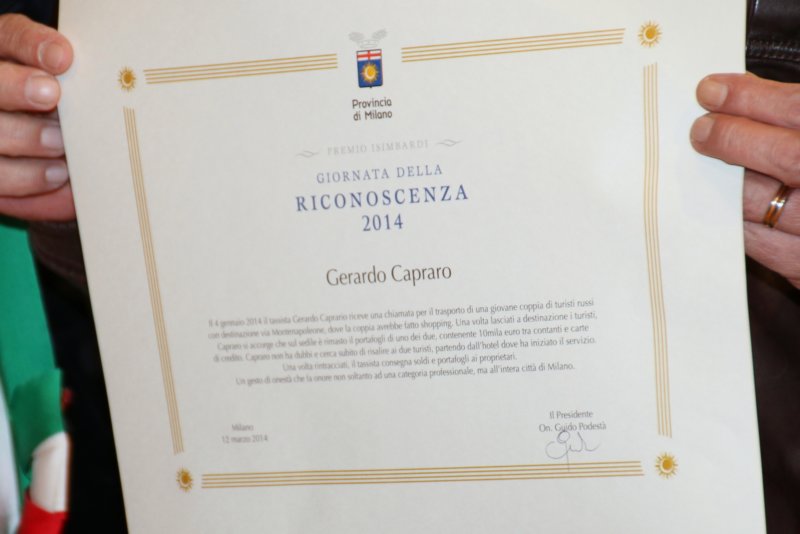 Provincia
di Milano
PREMIO ISIMBARDI
GIORNATA DELLA
RICONOSCENZA
2014
Gerardo Capraro
Il 4 gennaio 2014 il tassista Gerardo Caprario riceve una chiamata per il trasporto di una giovane coppia di turisti russi
con destinazione via Montenapoleone, dove la coppia avrebbe fatto shopping. Una volta lasciati a destinazione i turisti,
Capraro si accorge che sul sedile è rimasto il portafogli di uno dei due, contenente 10mila euro tra contanti e carte
di credito. Caparo non ha dubbi e cerca subito di risalire ai due turisti, partendo dall'hotel dove ha iniziato il servizio.
Una volta rintracciati, il tassista consegna soldi e portafogli ai proprietari.
Un gesto di onestà che la onore non soltanto ad una categoria professionale, ma all'intera città di Milano.
Milano
12 marzo 2014
Il Presidente
On. Guido Podestà